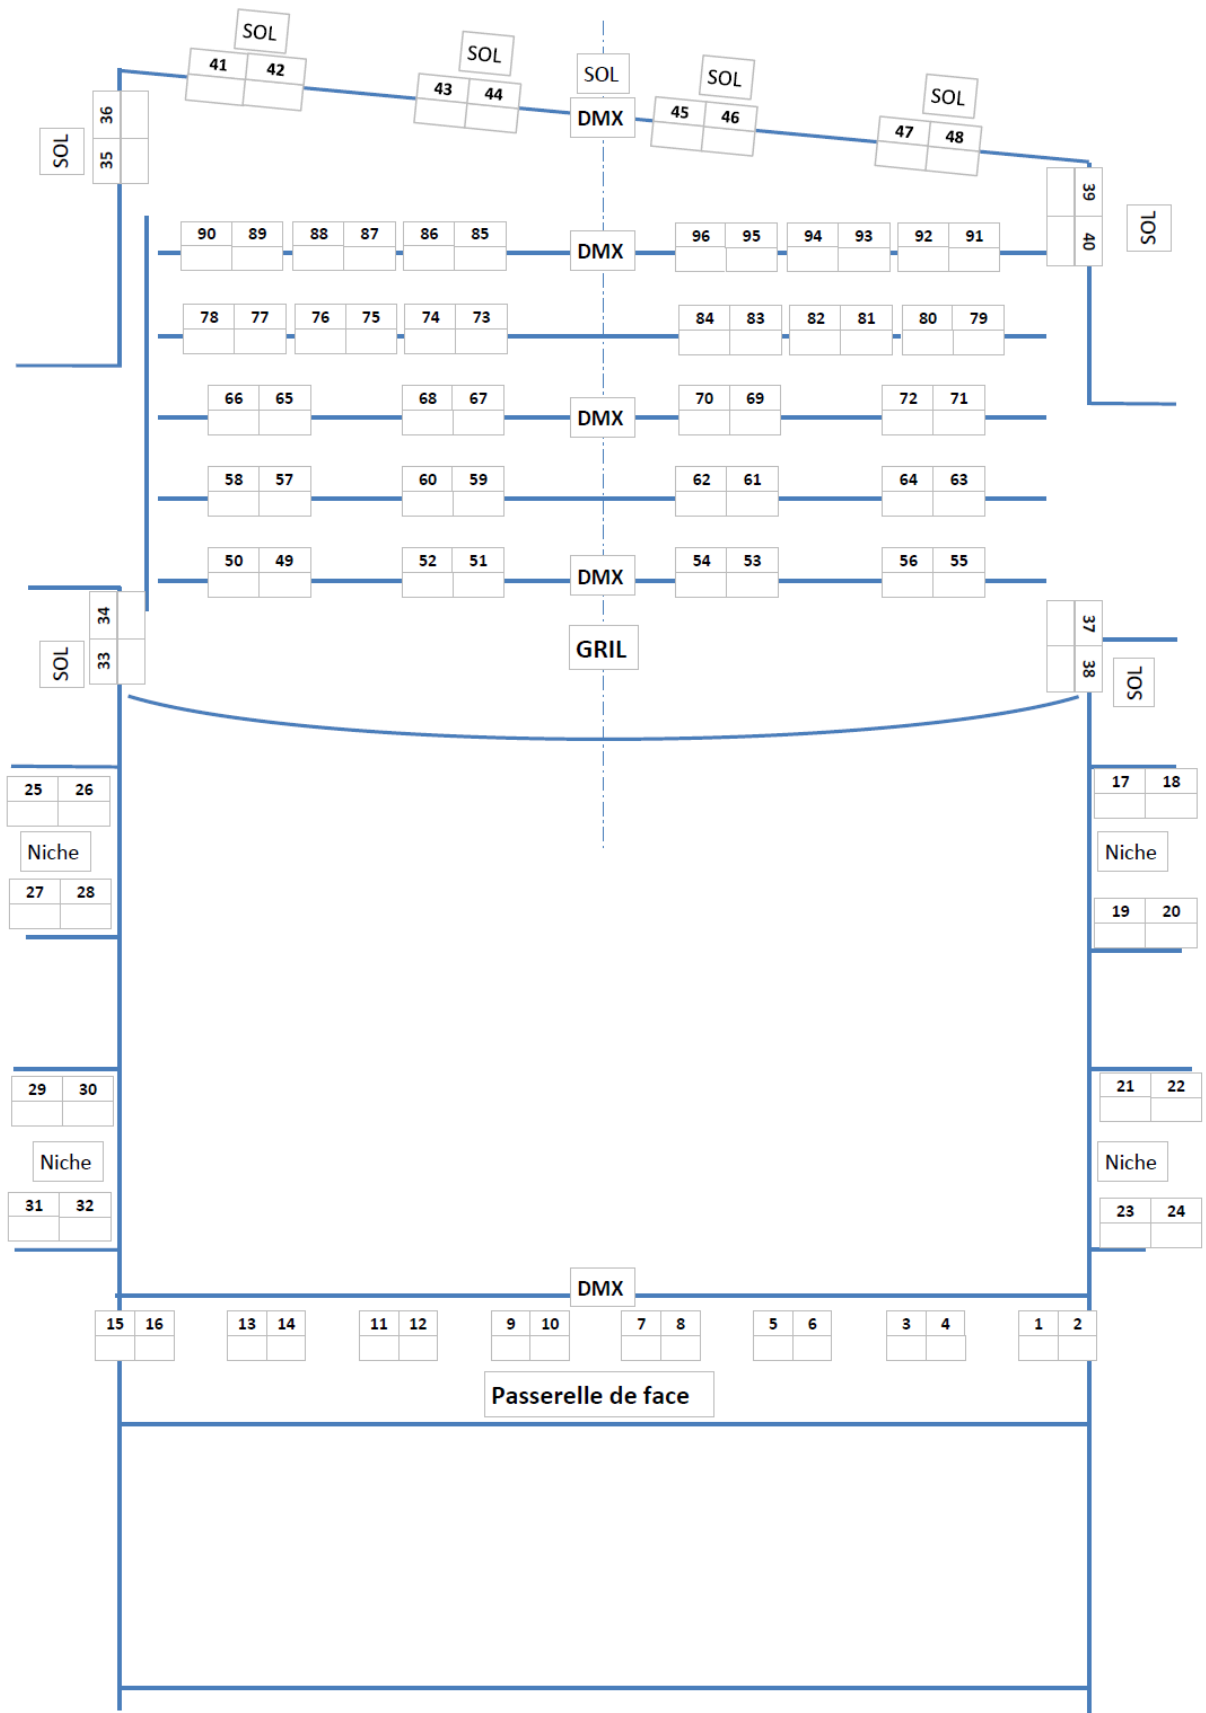 SOL
41 42
SOL
43 44
SOL
DMX
SOL
45 46
SOL
47 48
36
35
SOL
39
40
SOL
90 89 88 87 86 85 DMX 96 95 94 93 92 91
78 77 76 75 74 73 84 83 82 81 80 79
66 65 68 67 DMX 70 69 72 71
58 57 60 59 62 61 64 63
50 49 52 51 DMX 54 53 56 55
34
33
SOL
GRIL
37
38
SOL
25 26
Niche
27 28
17 18
Niche
19 20
29 30
Niche
31 32
21 22
Niche
23 24
DMX
15 16 13 14 11 12 9 10 7 8 5 6 3 4 1 2
Passerelle de face